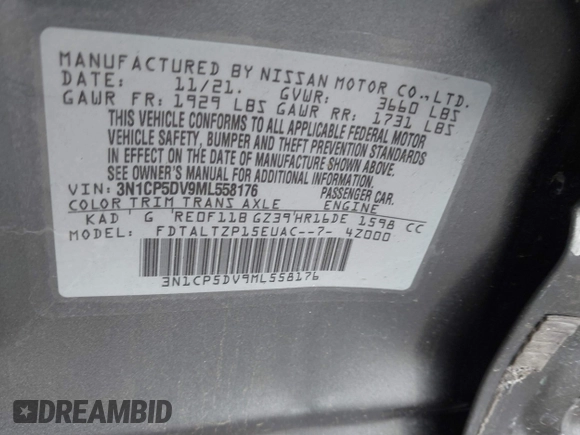 MANUFACTURED BY NISSAN MOTOR CO.,LTD.
DATE: 11/21. GVWR: 3660 LBS
GAWR FR: 1929 LBS GAWR RR: 1731 LBS
THIS VEHICLE CONFORMS TO ALL APPLICABLE FEDERAL MOTOR
VEHICLE SAFETY, BUMPER AND THEFT PREVENTION STANDARDS
IN EFFECT ON THE DATE OF MANUFACTURE SHOWN ABOVE.
SEE OWNER'S MANUAL AND DECALS FOR ADDITIONAL INFORMATION.
VIN: 3N1CP5DV9ML558176 PASSENGER CAR
COLOR TRIM TRANS AXLE ENGINE
KAD G RE0F11B GZ39 HR16DE 1598 CC
MODEL: FDTALTZP15EUAC--7- 42000
3N1CP5DV9ML558176
DREAMBID